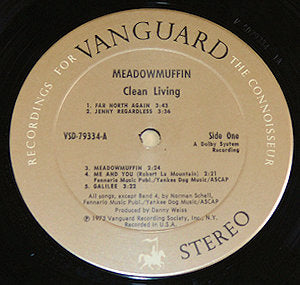 RECORDINGS FOR VANGUARD THE CONNOISSEUR
MEADOWMUFFIN
Clean Living
1. FAR NORTH AGAIN 3:43
2. JENNY REGARDLESS 3:36
VSD-79334-A
Side One
A Dolby System
Recording
3. MEADOWMUFFIN 2:24
4. ME AND YOU (Robert La Mountain) (2:21)
Fennario Music Publ./Yankee Dog Music/ASCAP
5. GALILEE 3:22
All songs, except Band 4, by Norman Schell,
Fennario Music Publ./Yankee Dog Music/ASCAP
Produced by Danny Weiss
℗ 1973 Vanguard Recording Society, Inc., N.Y.
Recorded in U.S.A.
STEREO